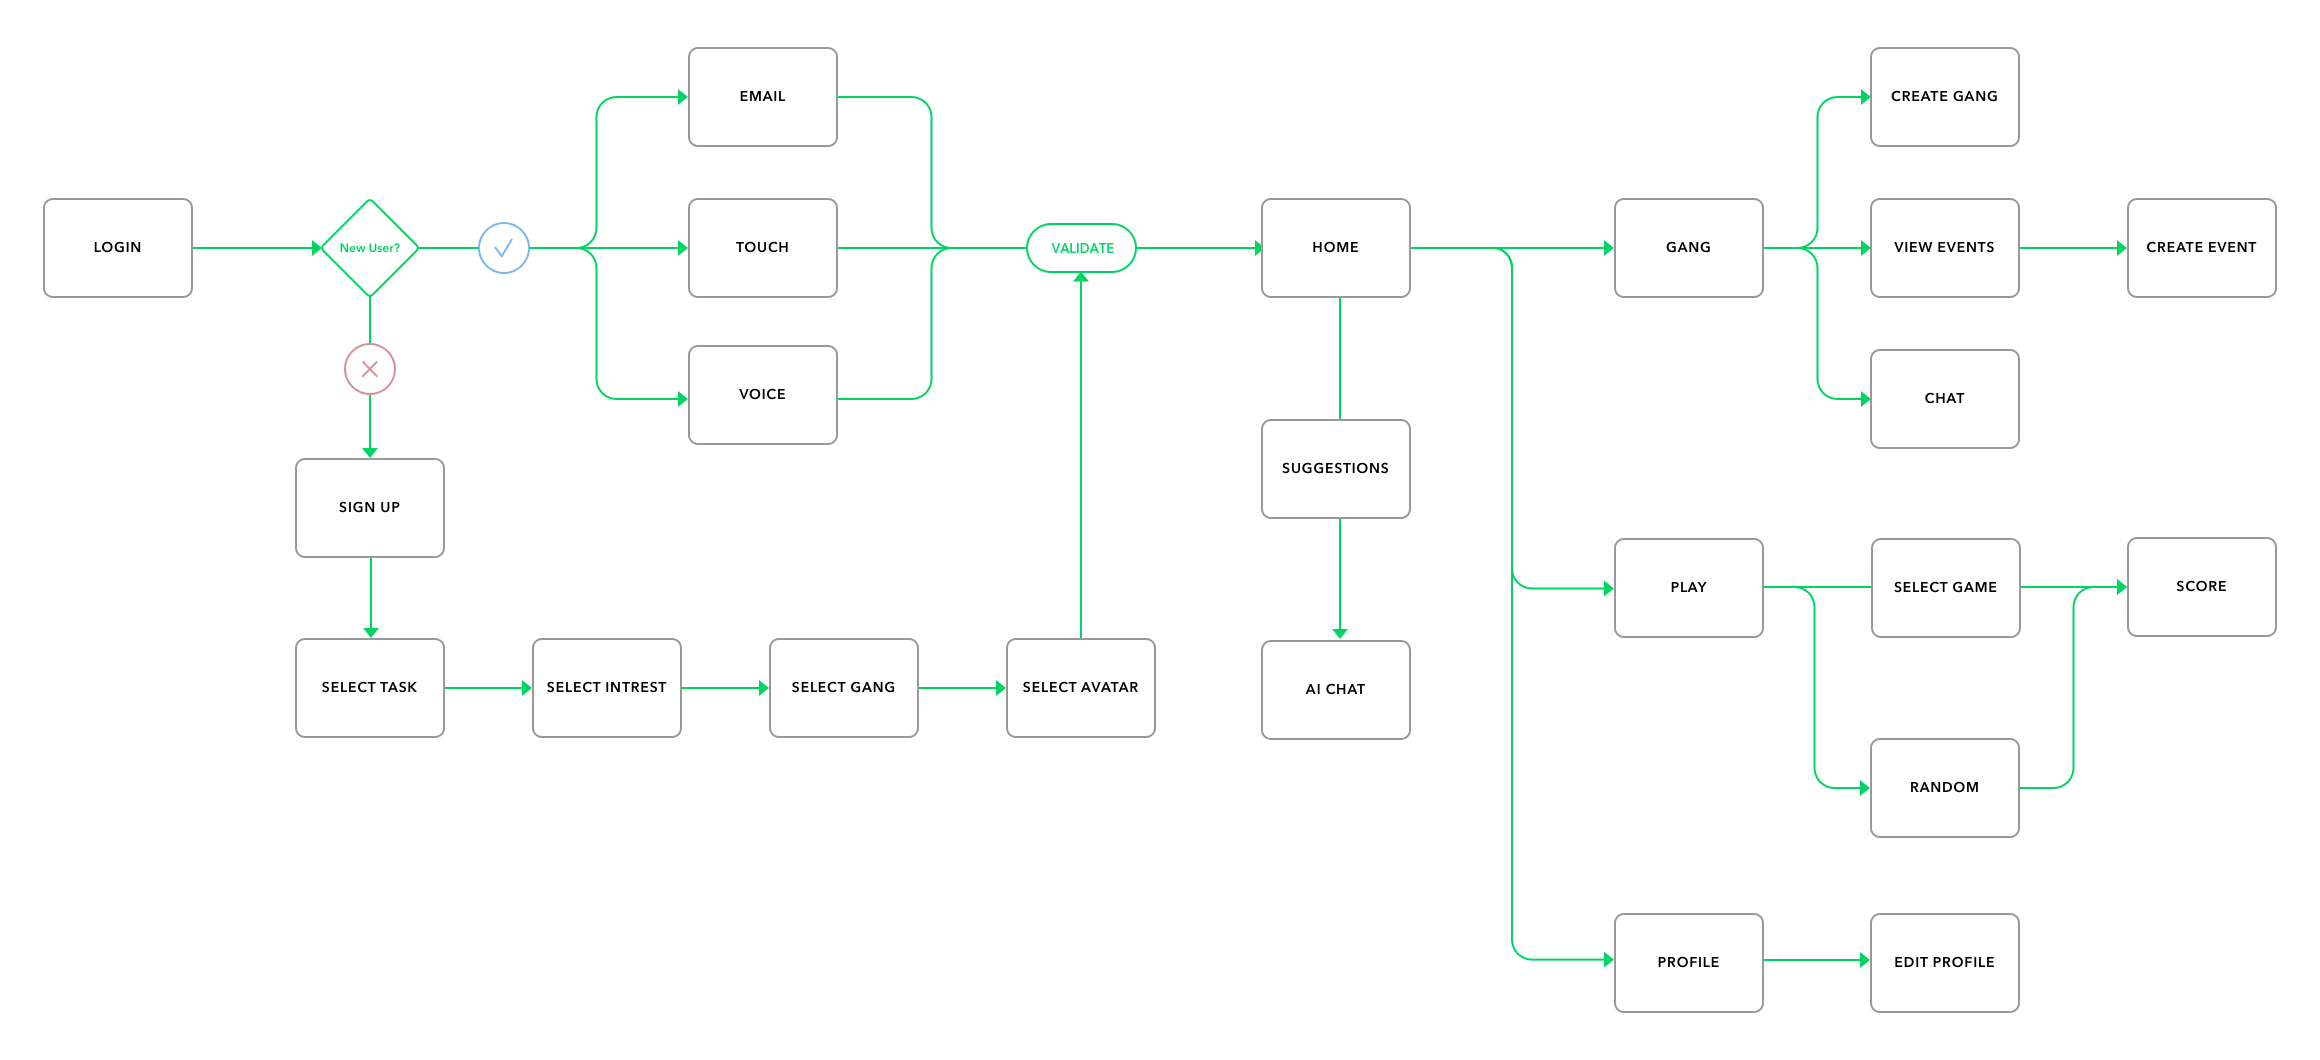 EMAIL
CREATE GANG
LOGIN
New User?
TOUCH
VALIDATE
HOME
GANG
VIEW EVENTS
CREATE EVENT
VOICE
CHAT
SUGGESTIONS
SIGN UP
PLAY
SELECT GAME
SCORE
SELECT TASK
SELECT INTREST
SELECT GANG
SELECT AVATAR
AI CHAT
RANDOM
PROFILE
EDIT PROFILE